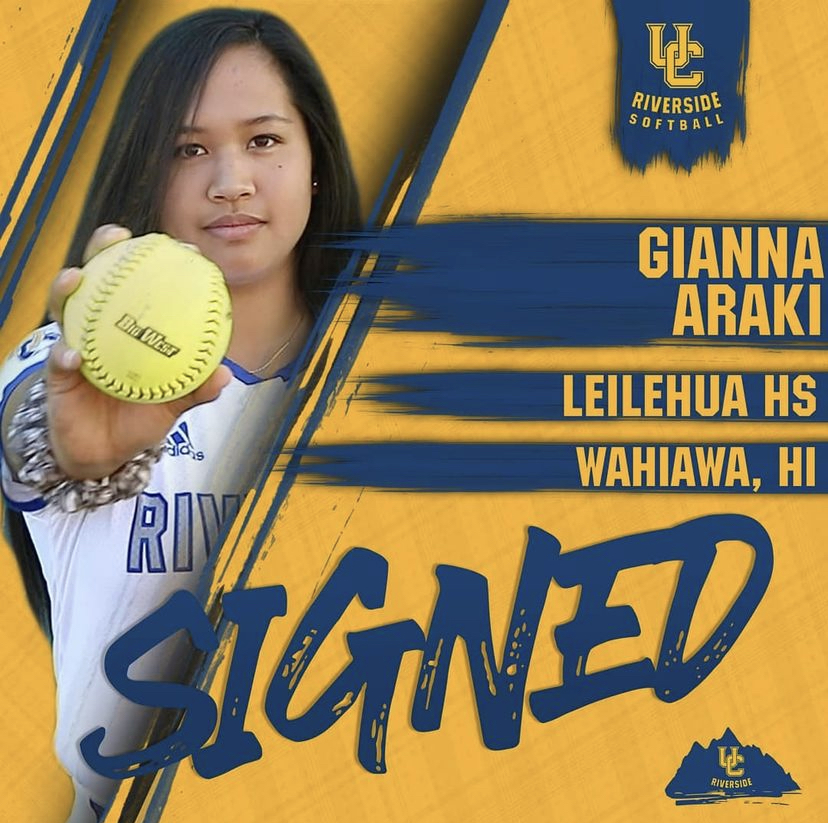 UC
RIVERSIDE
SOFTBALL
GIANNA
ARAKI
LEILEHUA HS
WAHIAWA, HI
BIG WEST
adidas
RIV
SIGNED
UC
RIVERSIDE